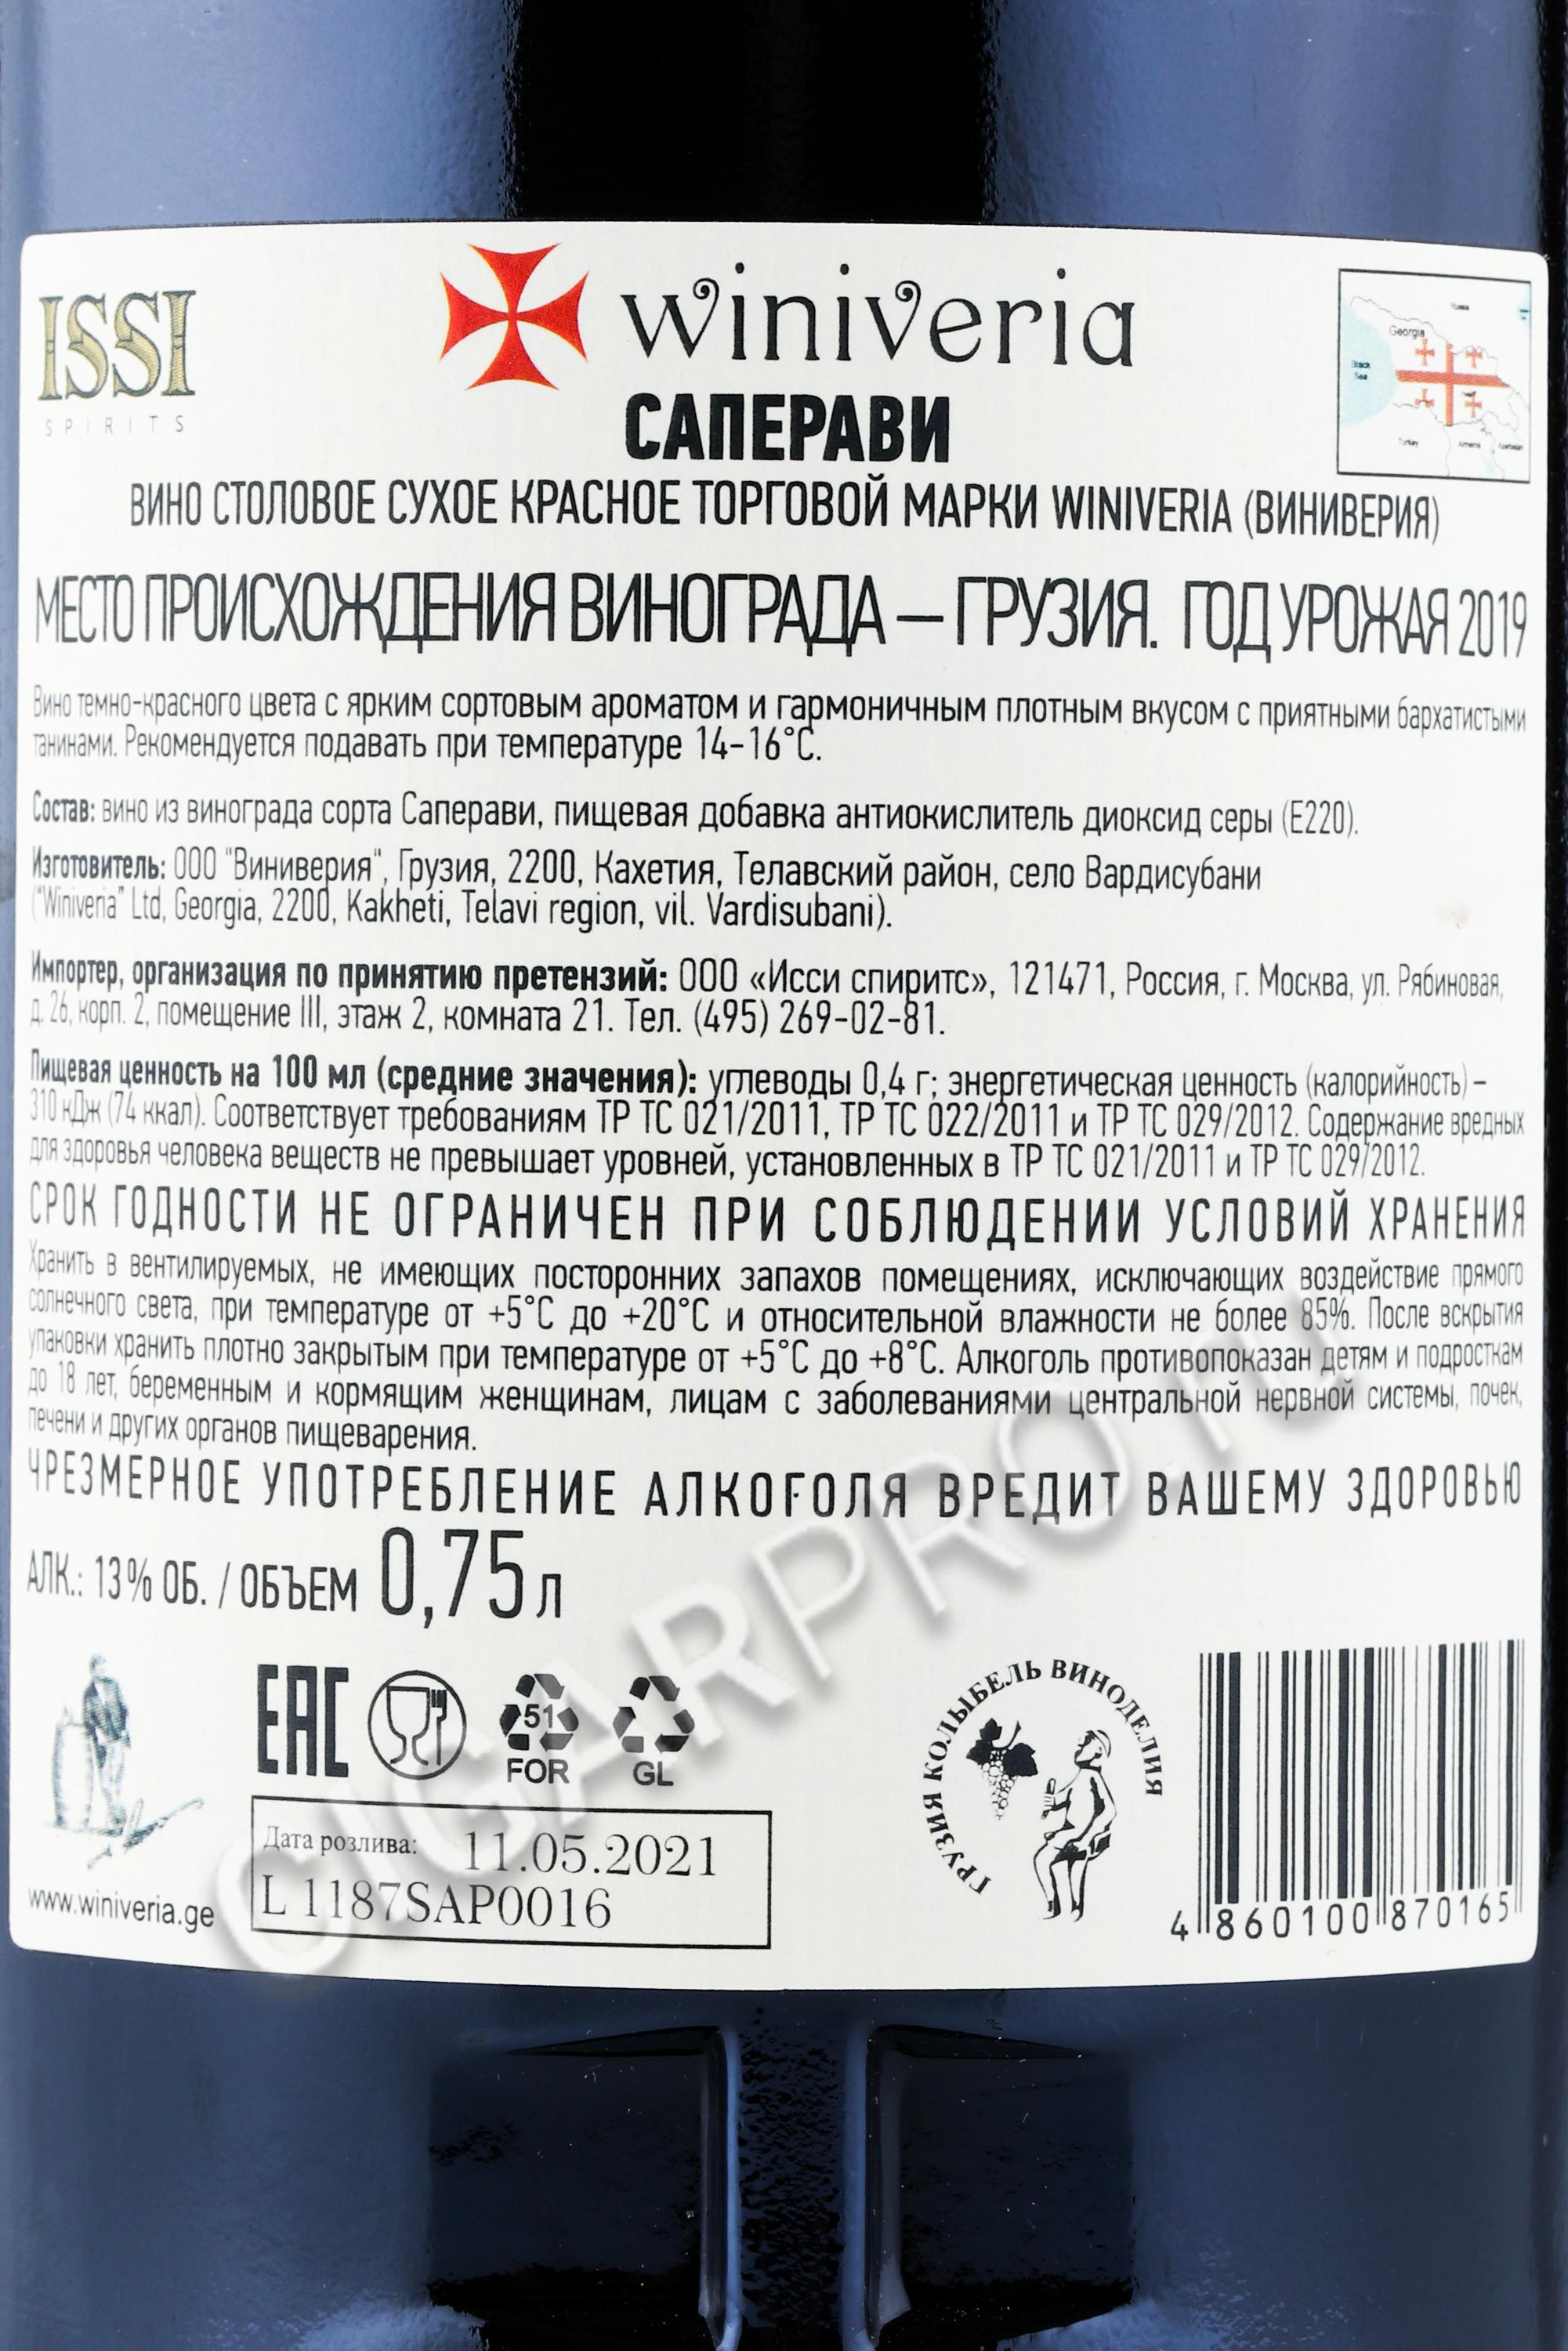 ISSI
SPIRITS
winiveria
Russia
Georgia
Black
Sea
Turkey
Armenia
Azerbaijan
САПЕРАВИ
ВИНО СТОЛОВОЕ СУХОЕ КРАСНОЕ ТОРГОВОЙ МАРКИ WINIVERIA (ВИНИВЕРИЯ)
МЕСТО ПРОИСХОЖДЕНИЯ ВИНОГРАДА – ГРУЗИЯ. ГОД УРОЖАЯ 2019
Вино темно-красного цвета с ярким сортовым ароматом и гармоничным плотным вкусом с приятными бархатистыми
танинами. Рекомендуется подавать при температуре 14-16°С.
Состав: вино из винограда сорта Саперави, пищевая добавка антиокислитель диоксид серы (Е220).
Изготовитель: ООО "Виниверия", Грузия, 2200, Кахетия, Телавский район, село Вардисубани
("Winiveria" Ltd, Georgia, 2200, Kakheti, Telavi region, vil. Vardisubani).
Импортер, организация по принятию претензий: ООО «Исси спиритс», 121471, Россия, г. Москва, ул. Рябиновая,
д. 26, корп. 2, помещение III, этаж 2, комната 21. Тел. (495) 269-02-81.
Пищевая ценность на 100 мл (средние значения): углеводы 0,4 г; энергетическая ценность (калорийность) –
310 кДж (74 ккал). Соответствует требованиям ТР ТС 021/2011, ТР ТС 022/2011 и ТР ТС 029/2012. Содержание вредных
для здоровья человека веществ не превышает уровней, установленных в ТР ТС 021/2011 и ТР ТС 029/2012.
СРОК ГОДНОСТИ НЕ ОГРАНИЧЕН ПРИ СОБЛЮДЕНИИ УСЛОВИЙ ХРАНЕНИЯ
Хранить в вентилируемых, не имеющих посторонних запахов помещениях, исключающих воздействие прямого
солнечного света, при температуре от +5°С до +20°С и относительной влажности не более 85%. После вскрытия
упаковки хранить плотно закрытым при температуре от +5°С до +8°С. Алкоголь противопоказан детям и подросткам
до 18 лет, беременным и кормящим женщинам, лицам с заболеваниями центральной нервной системы, почек,
печени и других органов пищеварения.
ЧРЕЗМЕРНОЕ УПОТРЕБЛЕНИЕ АЛКОГОЛЯ ВРЕДИТ ВАШЕМУ ЗДОРОВЬЮ
АЛК.: 13% ОБ. / ОБЪЕМ 0,75 л
EAC
51
FOR
GL
ГРУЗИЯ КОЛЫБЕЛЬ ВИНОДЕЛИЯ
Дата розлива: 11.05.2021
L 1187SAP0016
www.winiveria.ge
4 860100 870165
CIGARPRO.ru